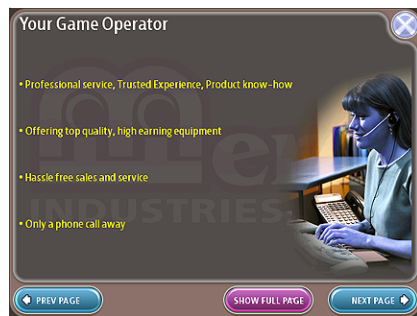 Your Game Operator
• Professional service, Trusted Experience, Product know-how
• Offering top quality, high earning equipment
• Hassle free sales and service
INDUSTRIES
• Only a phone call away
PREV PAGE
SHOW FULL PAGE
NEXT PAGE